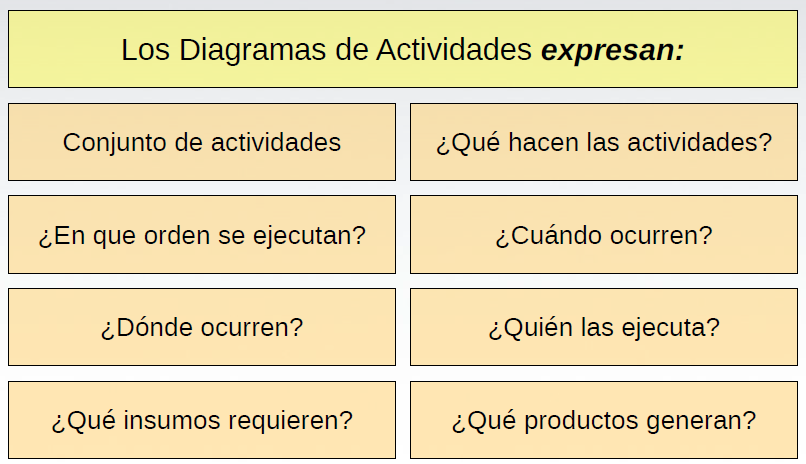 Los Diagramas de Actividades expresan:
Conjunto de actividades
¿Qué hacen las actividades?
¿En que orden se ejecutan?
¿Cuándo ocurren?
¿Dónde ocurren?
¿Quién las ejecuta?
¿Qué insumos requieren?
¿Qué productos generan?